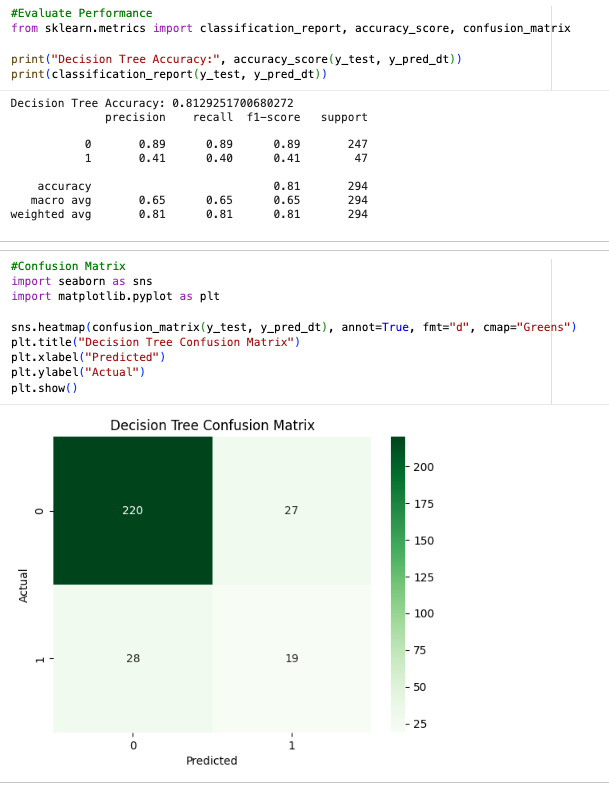 #Evaluate Performance
from sklearn.metrics import classification_report, accuracy_score, confusion_matrix
print("Decision Tree Accuracy:", accuracy_score(y_test, y_pred_dt))
print(classification_report(y_test, y_pred_dt))
Decision Tree Accuracy: 0.8129251700680272
precision recall f1-score support
0 0.89 0.89 0.89 247
1 0.41 0.40 0.41 47
accuracy 0.81 294
macro avg 0.65 0.65 0.65 294
weighted avg 0.81 0.81 0.81 294
#Confusion Matrix
import seaborn as sns
import matplotlib.pyplot as plt
sns.heatmap(confusion_matrix(y_test, y_pred_dt), annot=True, fmt="d", cmap="Greens")
plt.title("Decision Tree Confusion Matrix")
plt.xlabel("Predicted")
plt.ylabel("Actual")
plt.show()
Decision Tree Confusion Matrix
Actual
0
220 27
1
28 19
0 1
Predicted
200
175
150
125
100
75
50
25